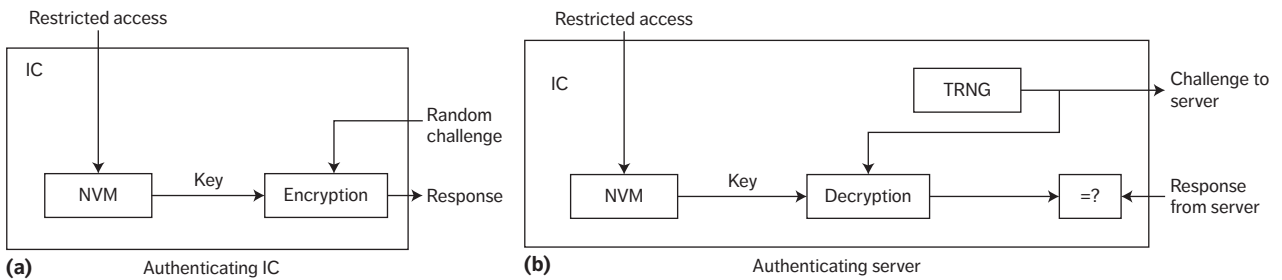 Restricted access
IC
Random
challenge
Key
NVM
Encryption
Response
(a)
Authenticating IC
Restricted access
IC
TRNG
Challenge to
server
Key
NVM
Decryption
=?
Response
from server
(b)
Authenticating server